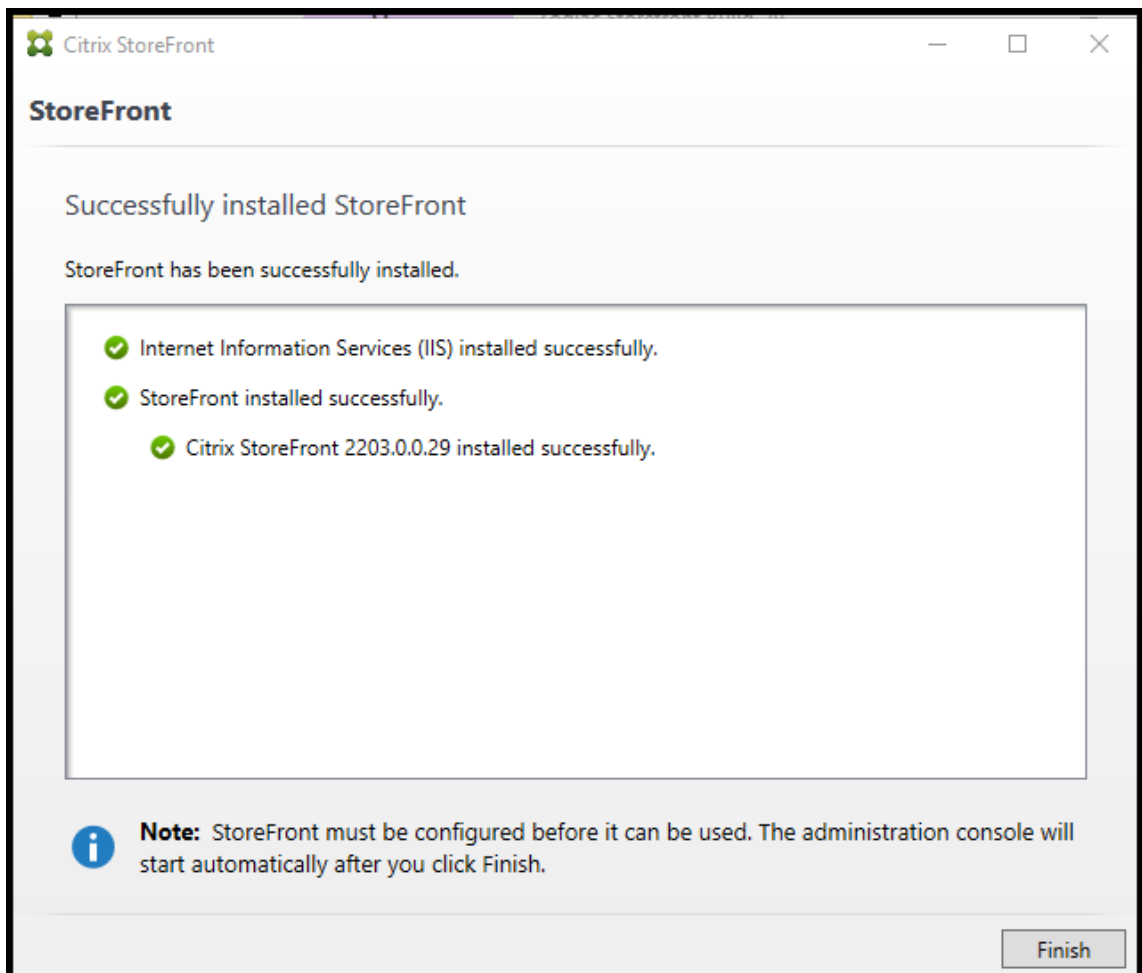 Citrix StoreFront
StoreFront
Successfully installed StoreFront
StoreFront has been successfully installed.
Internet Information Services (IIS) installed successfully.
StoreFront installed successfully.
Citrix StoreFront 2203.0.0.29 installed successfully.
Note: StoreFront must be configured before it can be used. The administration console will
start automatically after you click Finish.
Finish